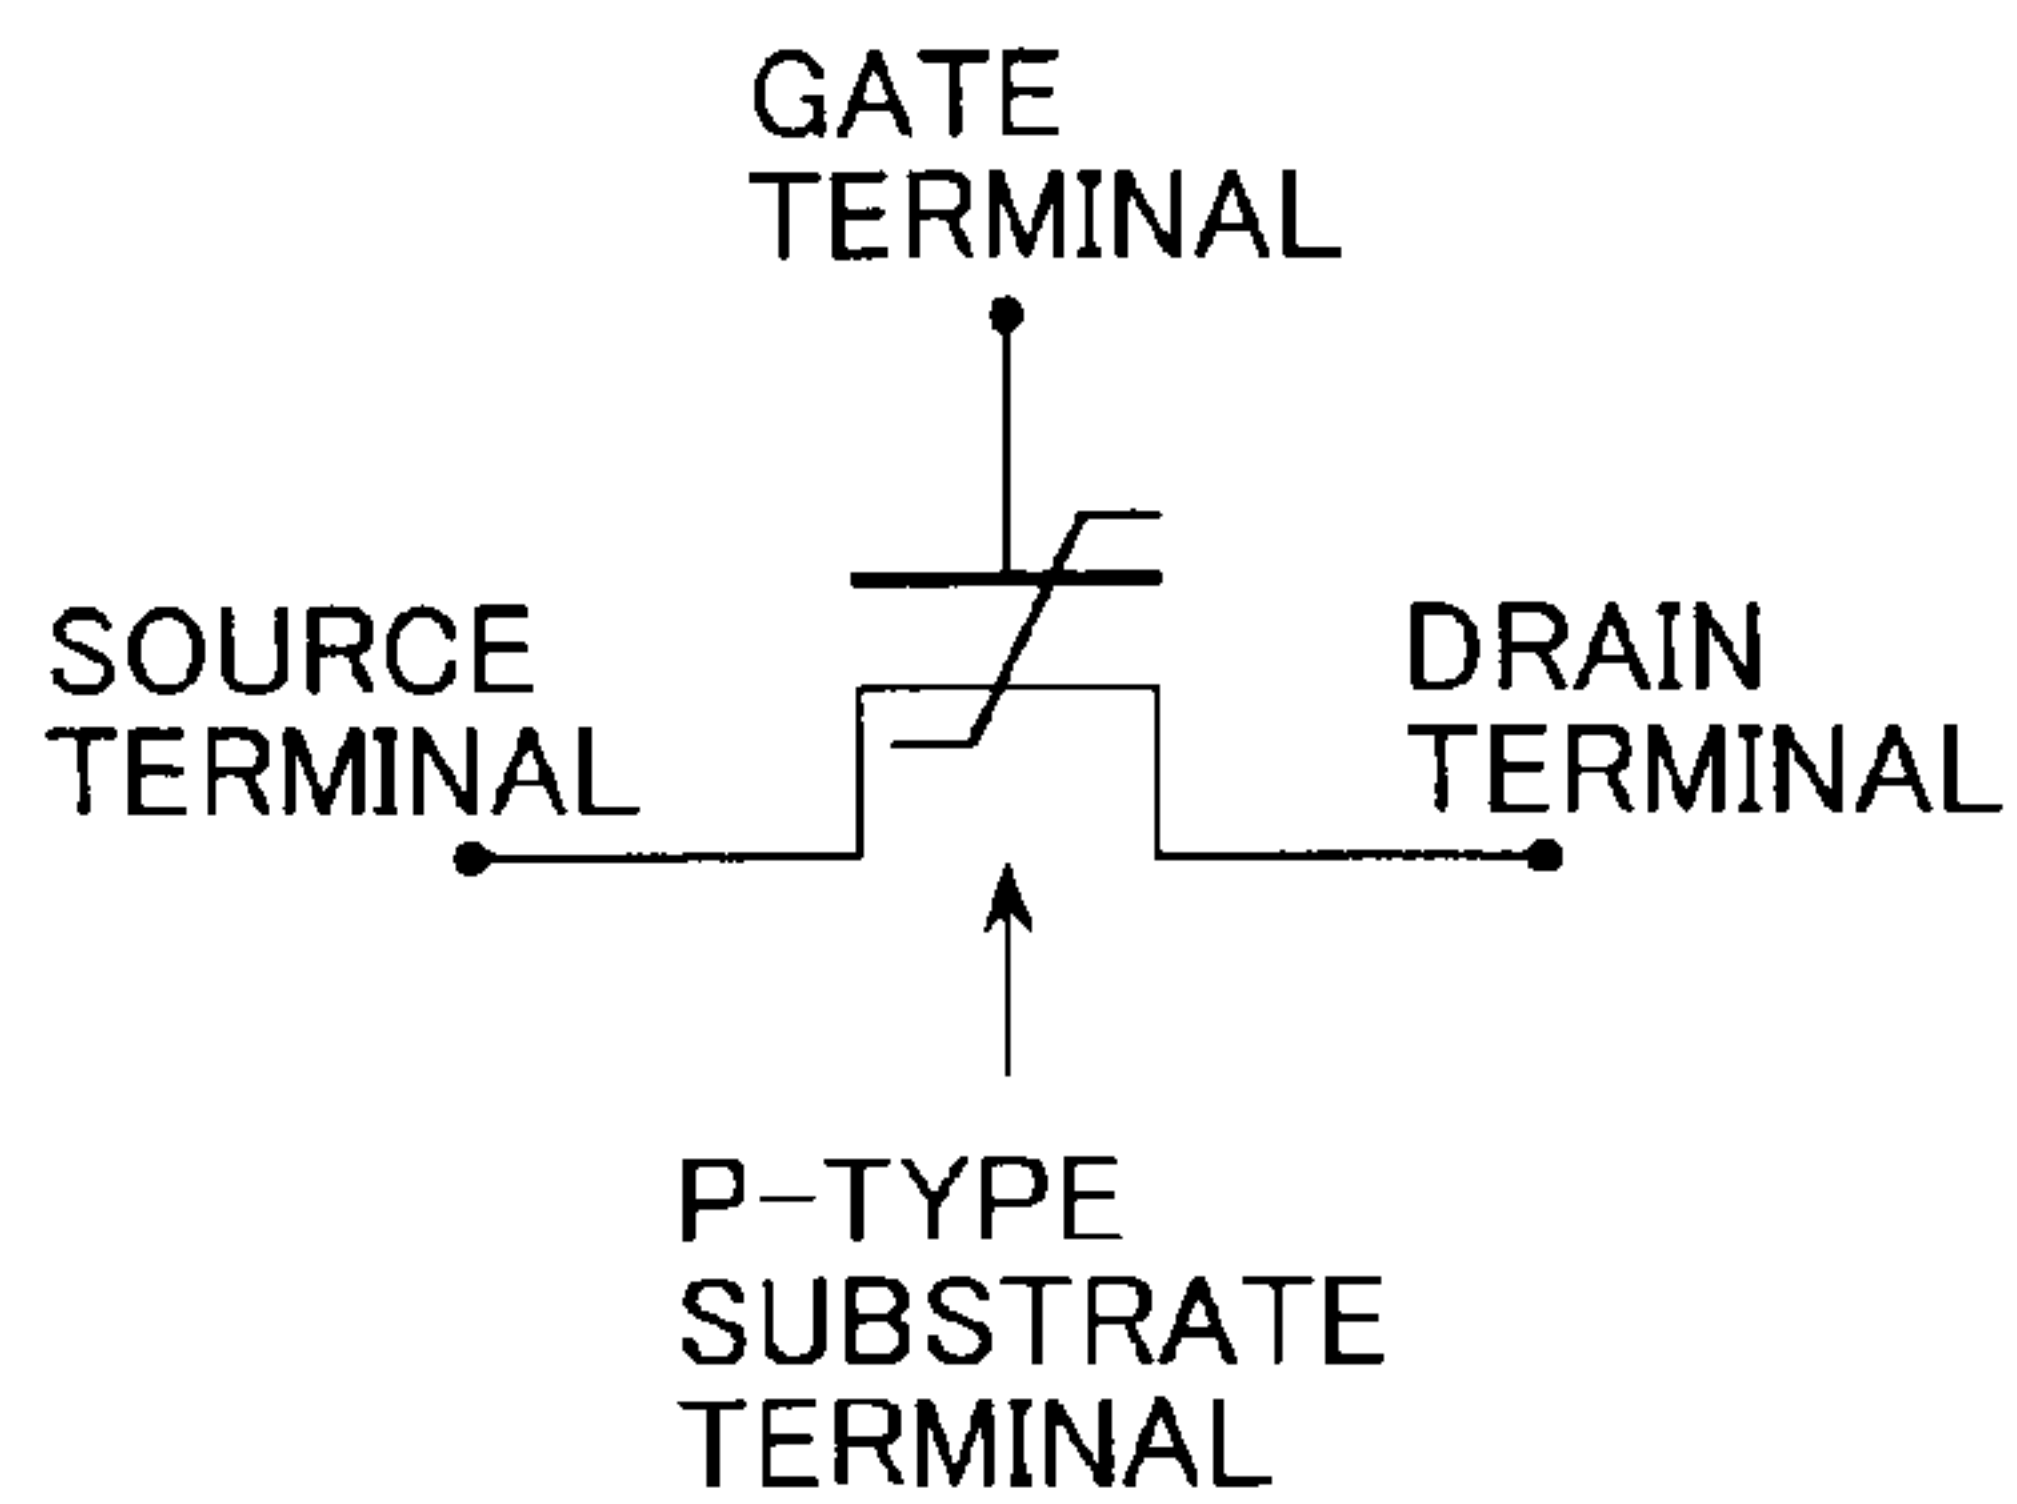 GATE
TERMINAL
SOURCE
TERMINAL
DRAIN
TERMINAL
P-TYPE
SUBSTRATE
TERMINAL